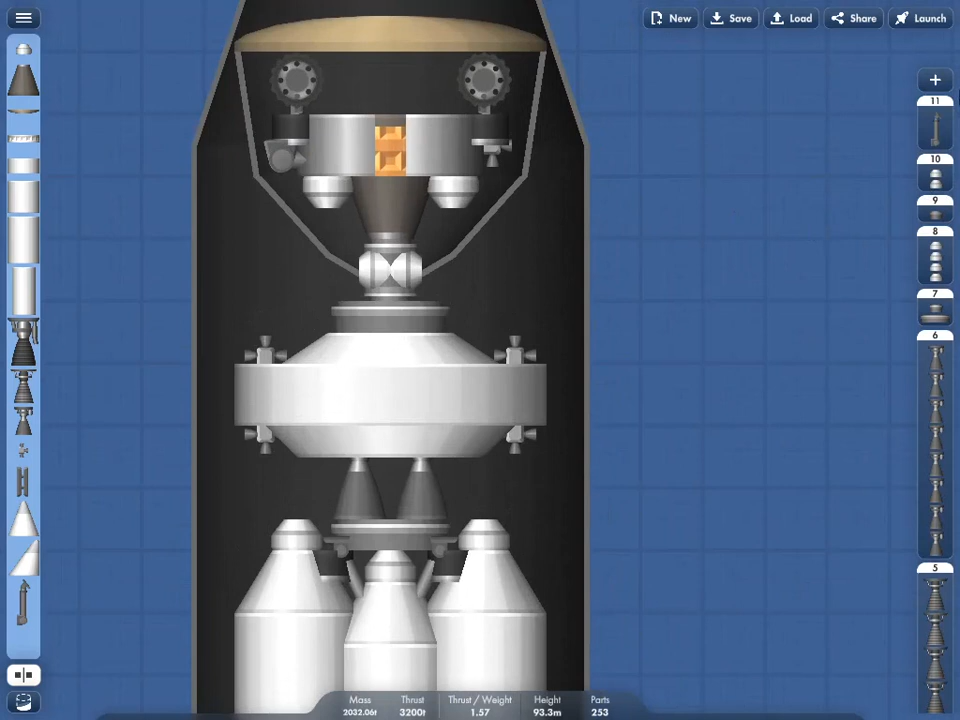 New
Save
Load
Share
Launch
11
10
9
8
7
6
5
Mass
Thrust
Thrust / Weight
Height
Parts
2032.06t
3200t
1.57
93.3m
253